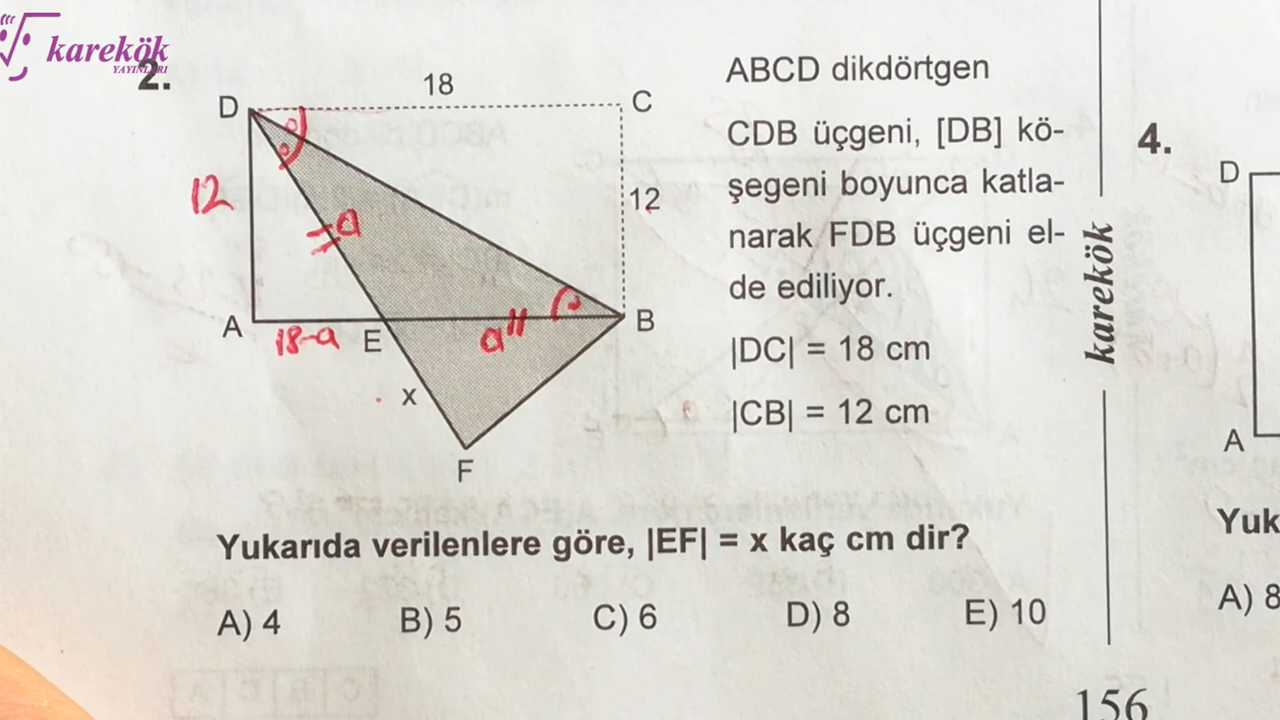 karekök
YAYINLARI
2.
D
18
C
12
12
a
A
18-a
E
a
B
x
F
ABCD dikdörtgen
CDB üçgeni, [DB] kö-
şegeni boyunca katla-
narak FDB üçgeni el-
de ediliyor.
|DC| = 18 cm
|CB| = 12 cm
Yukarıda verilenlere göre, |EF| = x kaç cm dir?
A) 4 B) 5 C) 6 D) 8 E) 10
karekök
156
4.
D
A
Yuk
A) 8